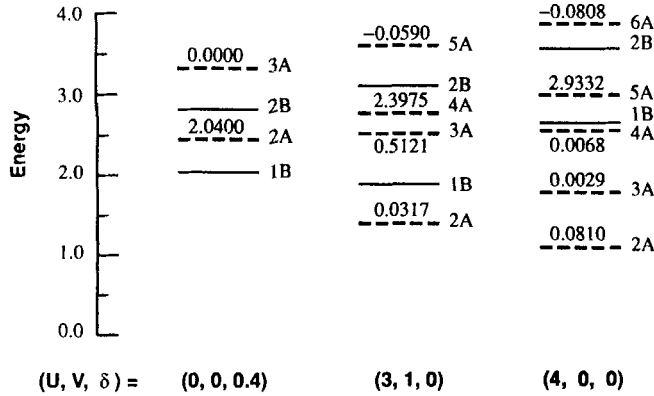 4.0
3.0
2.0
1.0
0.0
Energy
0.0000 3A
2B
2.0400 2A
1B
-0.0590 5A
2B
2.3975 4A
3A
0.5121
1B
0.0317 2A
-0.0808 6A
2B
2.9332 5A
1B
4A
0.0068
0.0029 3A
0.0810 2A
(U, V, δ) = (0, 0, 0.4) (3, 1, 0) (4, 0, 0)